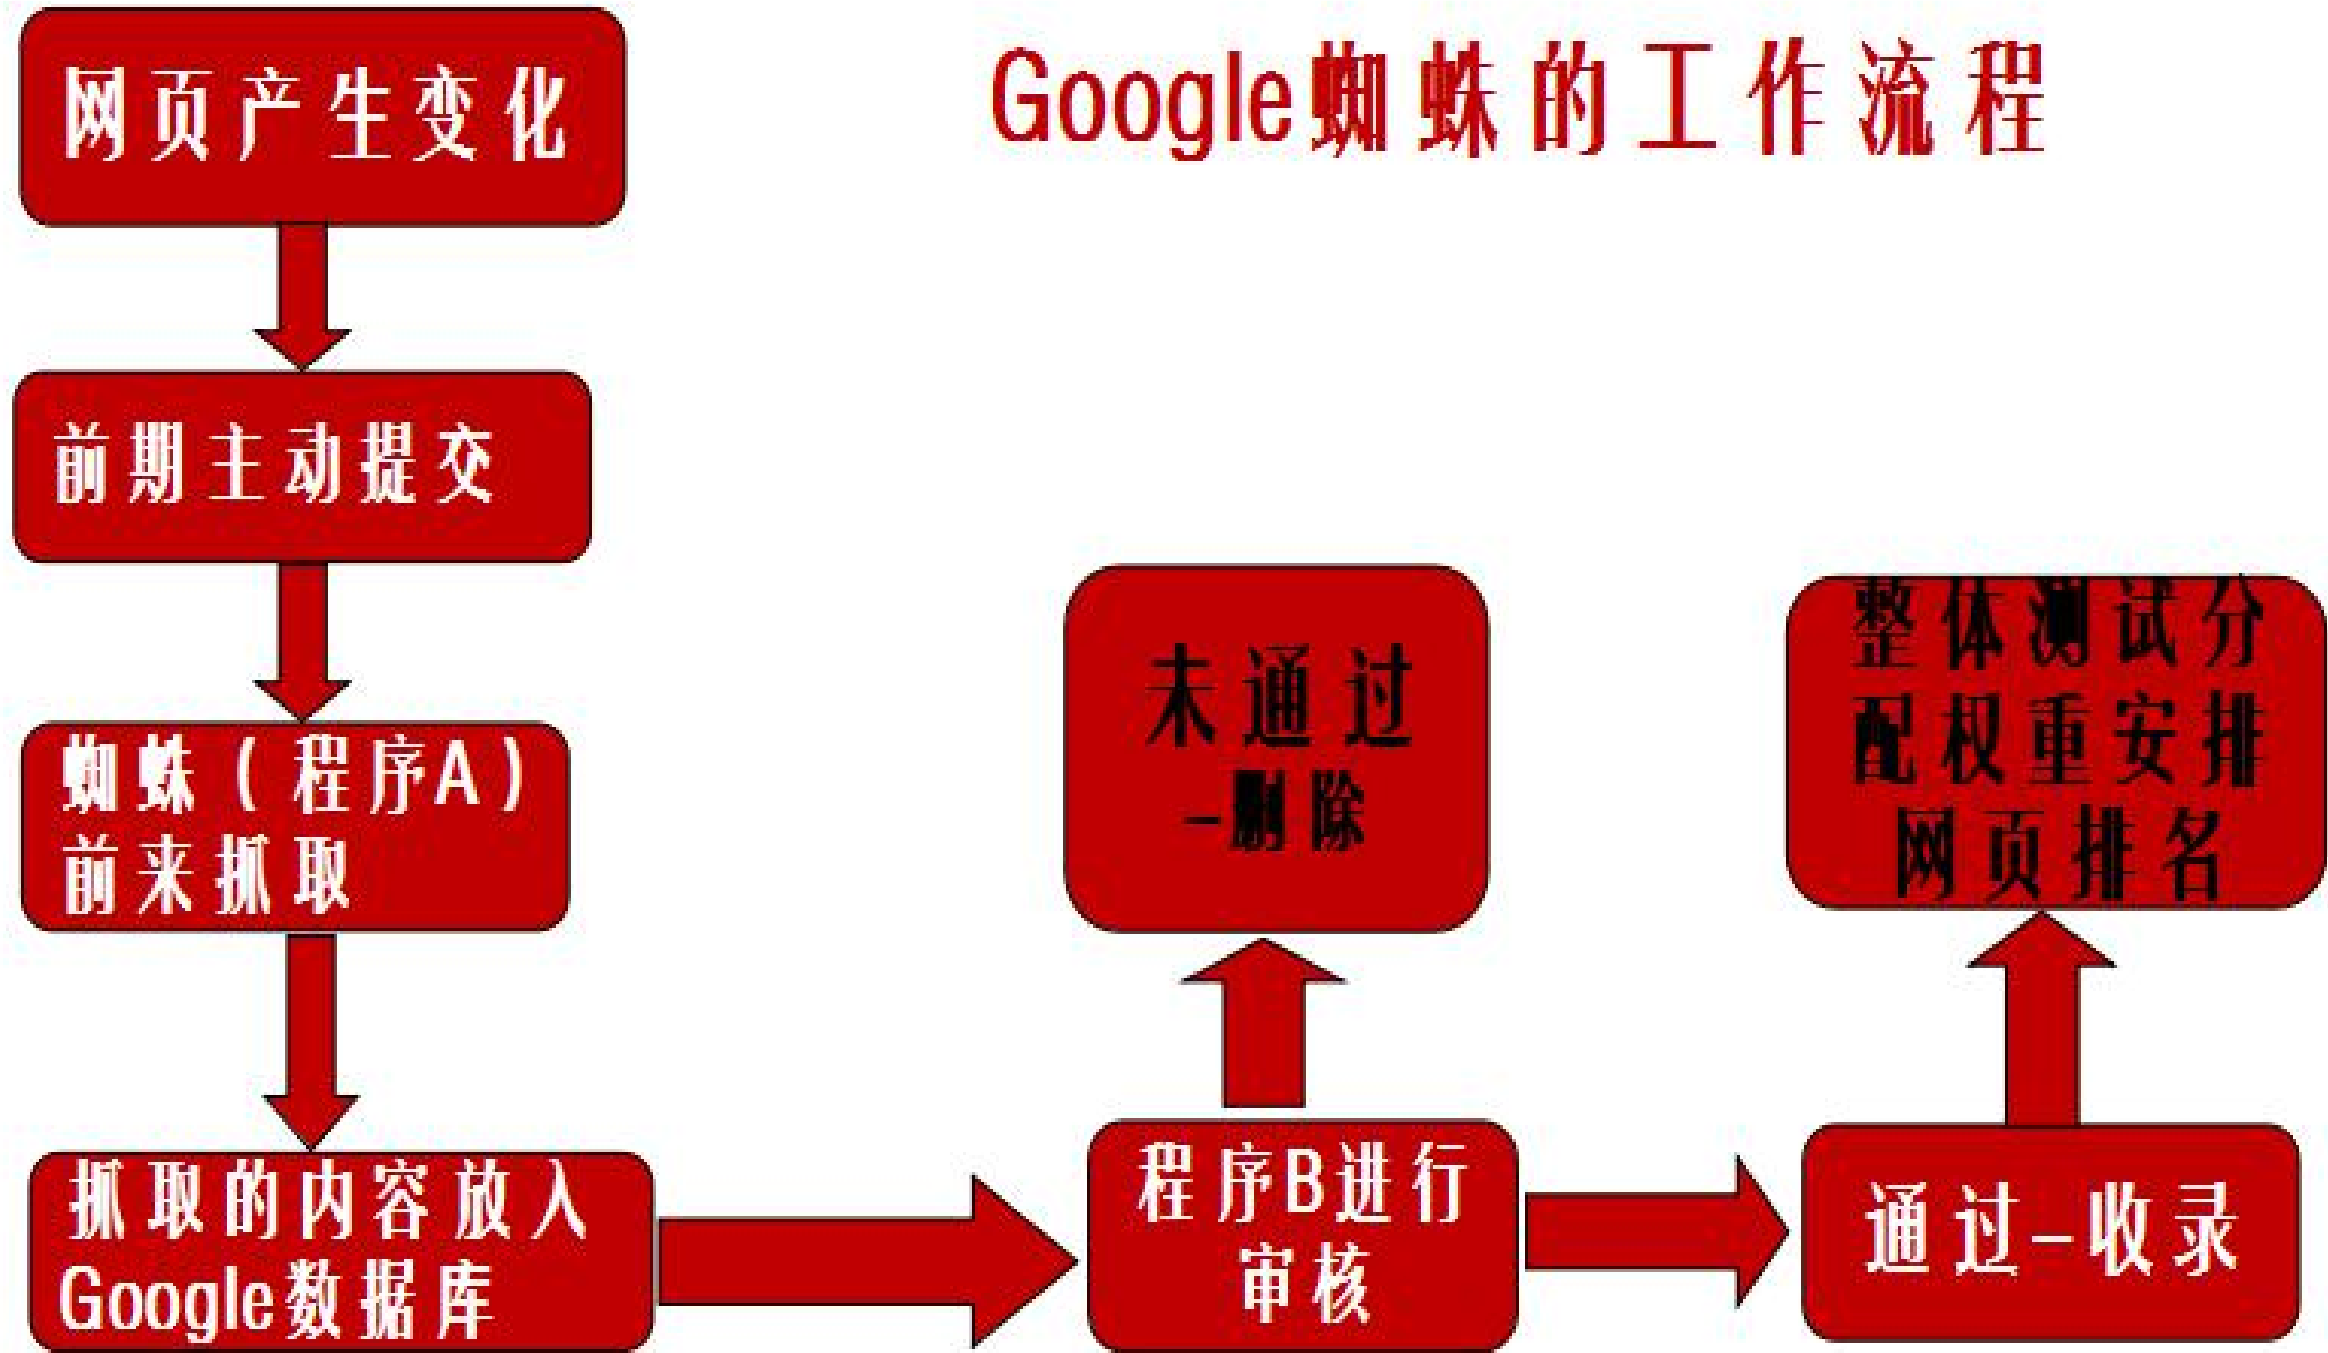 Google蜘蛛的工作流程
网页产生变化
前期主动提交
蜘蛛（程序A）
前来抓取
抓取的内容放入
Google数据库
程序B进行
审核
未通过
-删除
通过-收录
整体测试分
配权重安排
网页排名